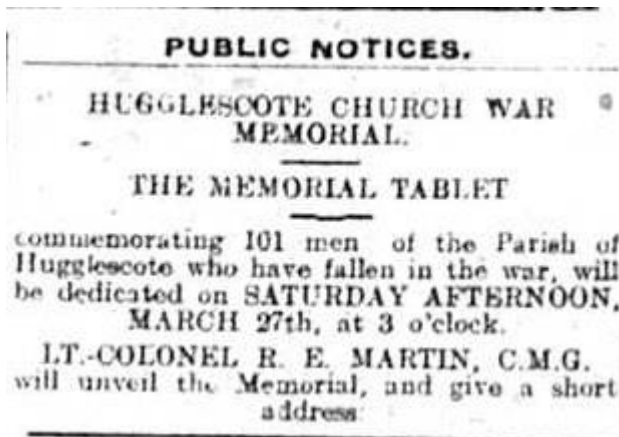 PUBLIC NOTICES.
HUGGLESCOTE CHURCH WAR
MEMORIAL.
THE MEMORIAL TABLET
commemorating 101 men of the Parish of
Hugglescote who have fallen in the war, will
be dedicated on SATURDAY AFTERNOON,
MARCH 27th, at 3 o'clock.
LT.-COLONEL R. E. MARTIN, C.M.G.
will unveil the Memorial, and give a short
address